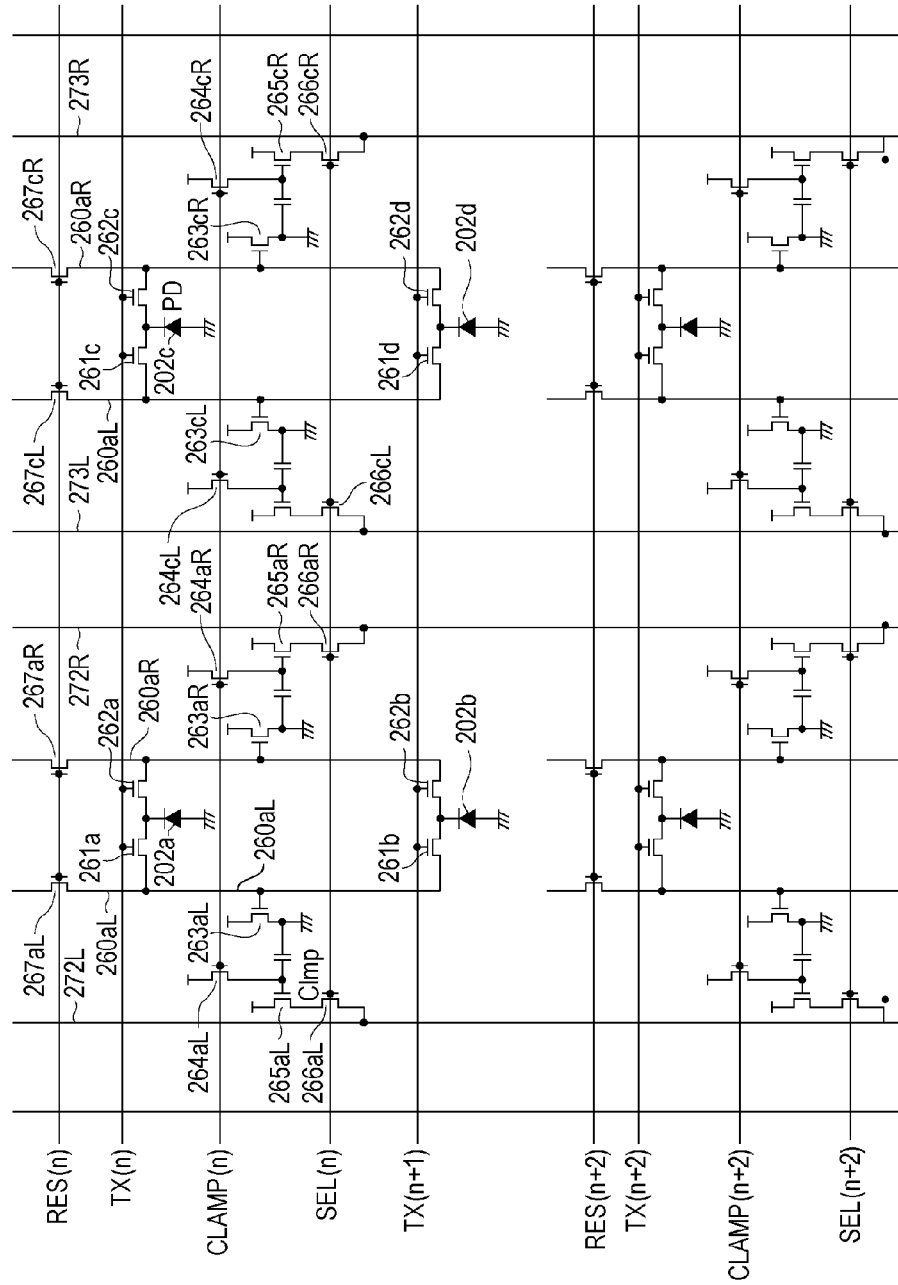 267aL
272L
260aL
261a
202a
262a
260aR
267aR
272R
264aL
265aL
266aL
Clmp
263aL
260aL
263aR
264aR
265aR
266aR
261b
262b
202b
267cL
273L
260aL
261c
202c
PD
262c
260aR
267cR
273R
264cL
263cL
266cL
263cR
264cR
265cR
266cR
261d
262d
202d
RES(n)
TX(n)
CLAMP(n)
SEL(n)
TX(n+1)
RES(n+2)
TX(n+2)
CLAMP(n+2)
SEL(n+2)